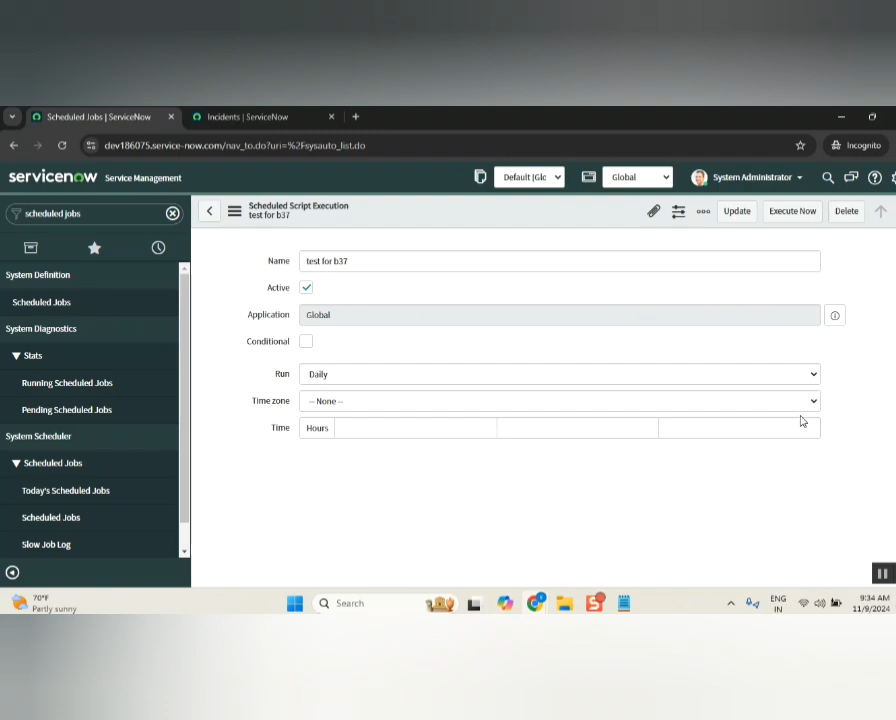 Scheduled Jobs | ServiceNow
Incidents | ServiceNow
dev186075.service-now.com/nav_to.do?uri=%2Fsysauto_list.do
Incognito
servicenow Service Management
Default [Glc
Global
System Administrator
scheduled jobs
Scheduled Script Execution
test for b37
Update
Execute Now
Delete
System Definition
Scheduled Jobs
System Diagnostics
Stats
Running Scheduled Jobs
Pending Scheduled Jobs
System Scheduler
Scheduled Jobs
Today's Scheduled Jobs
Scheduled Jobs
Slow Job Log
Name test for b37
Active
Application Global
Conditional
Run Daily
Time zone -- None --
Time Hours
70°F
Partly sunny
Search
ENG
IN
9:34 AM
11/9/2024